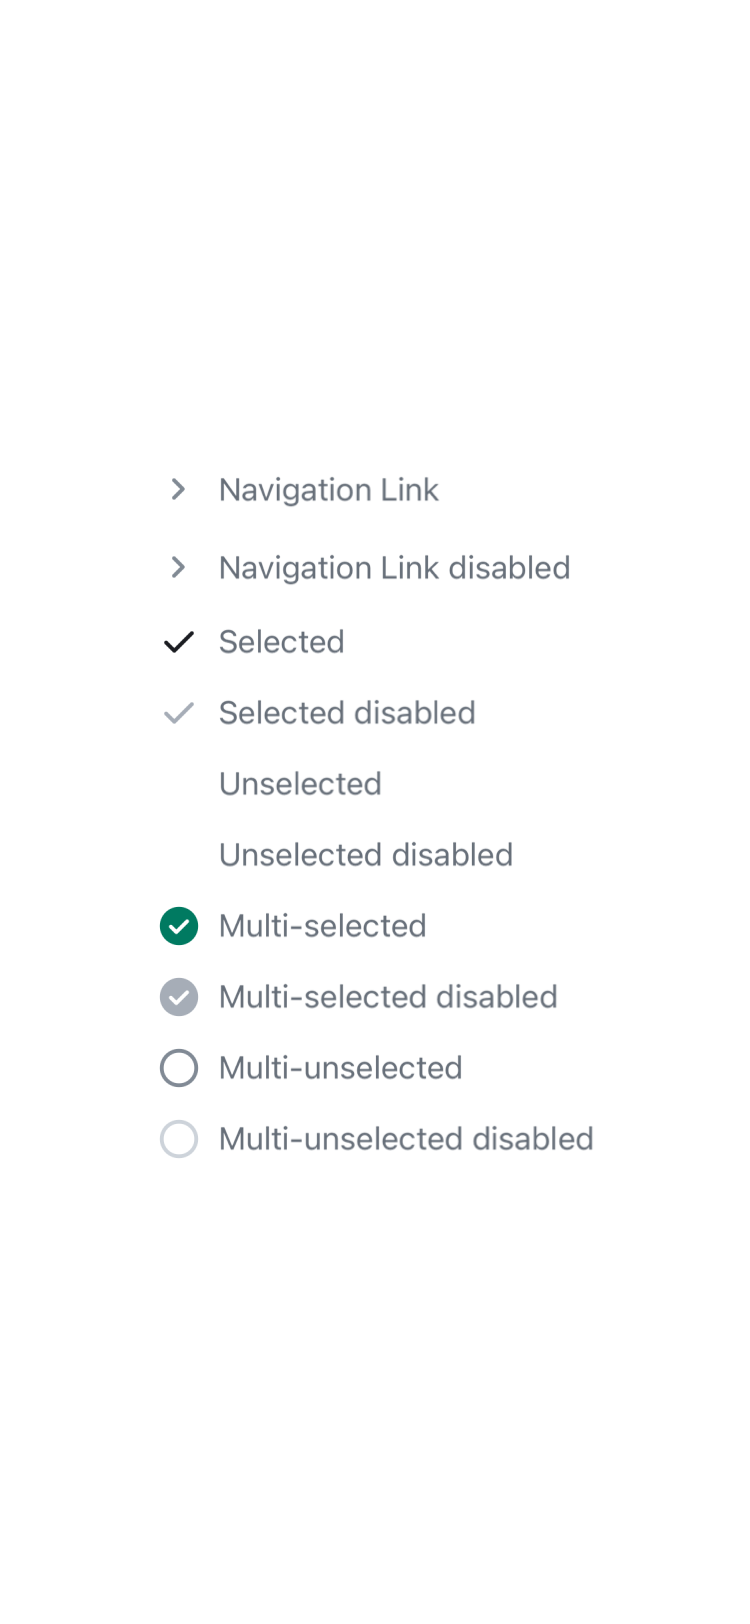 Navigation Link
Navigation Link disabled
Selected
Selected disabled
Unselected
Unselected disabled
Multi-selected
Multi-selected disabled
Multi-unselected
Multi-unselected disabled